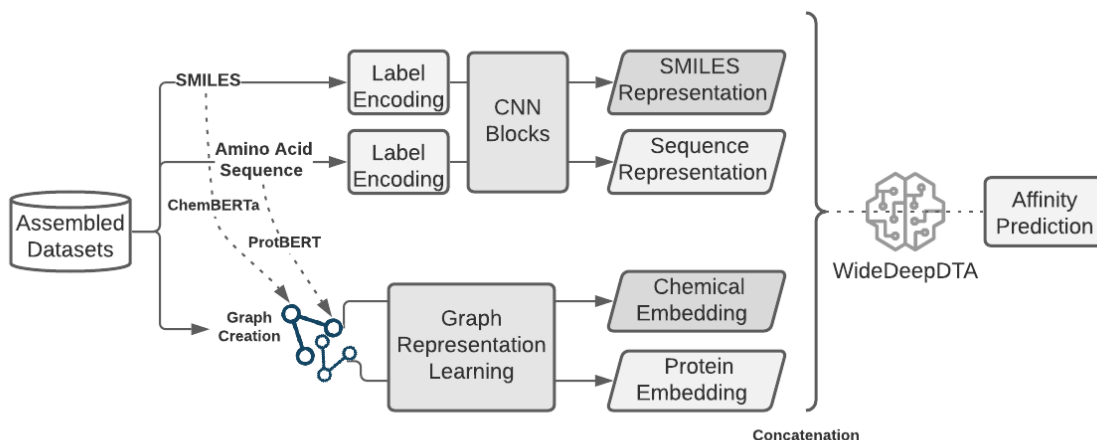 SMILES
Label
Encoding
CNN
Blocks
SMILES
Representation
Amino Acid
Sequence
Label
Encoding
Sequence
Representation
Assembled
Datasets
ChemBERTa
ProtBERT
Graph
Creation
Graph
Representation
Learning
Chemical
Embedding
Protein
Embedding
WideDeepDTA
Affinity
Prediction
Concatenation